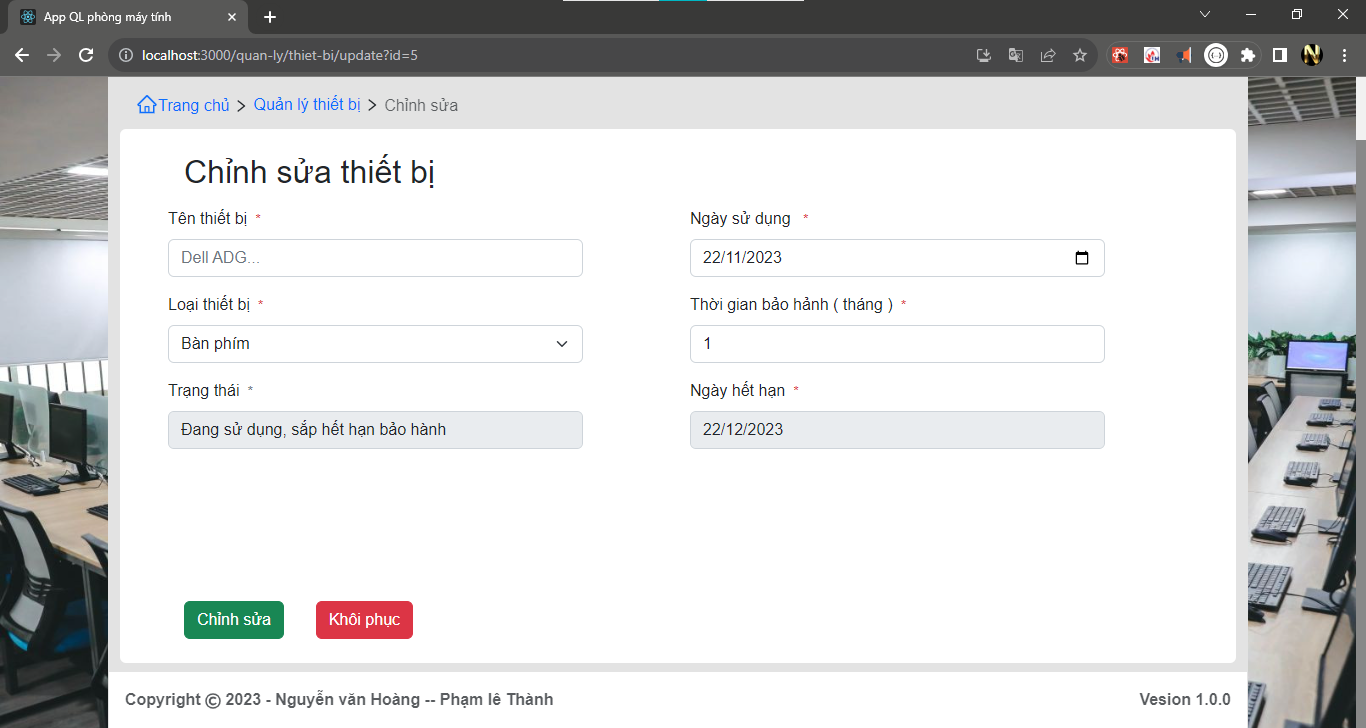 App QL phòng máy tính
localhost:3000/quan-ly/thiet-bi/update?id=5
Trang chủ > Quản lý thiết bị > Chỉnh sửa
Chỉnh sửa thiết bị
Tên thiết bị *
Dell ADG...
Ngày sử dụng *
22/11/2023
Loại thiết bị *
Bàn phím
Thời gian bảo hảnh ( tháng ) *
1
Trạng thái *
Đang sử dụng, sắp hết hạn bảo hành
Ngày hết hạn *
22/12/2023
Chỉnh sửa
Khôi phục
Copyright © 2023 - Nguyễn văn Hoàng -- Phạm lê Thành
Vesion 1.0.0